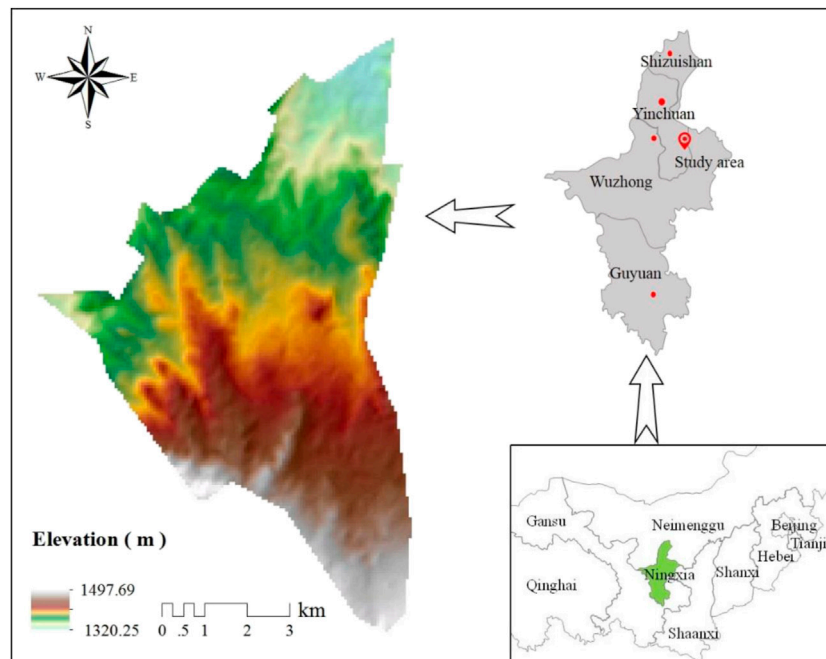 N
W E
S
Elevation ( m )
1497.69
1320.25
0 .5 1 2 3
km
Shizuishan
Yinchuan
Study area
Wuzhong
Guyuan
Gansu
Neimenggu
Beijing
Tianji
Hebei
Ningxia
Shanxi
Qinghai
Shaanxi